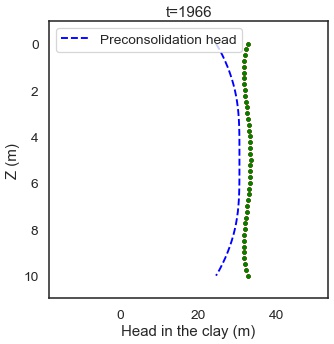 t=1966
Preconsolidation head
0
2
4
6
8
10
Z (m)
0
20
40
Head in the clay (m)